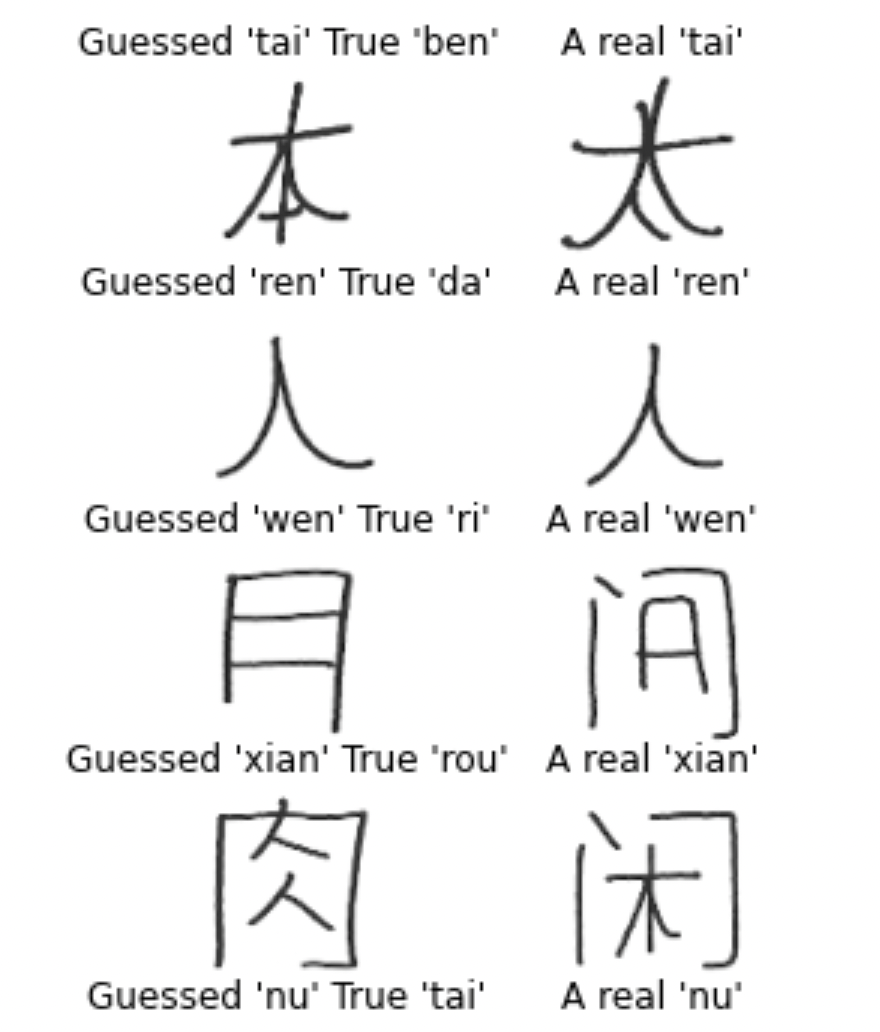 Guessed 'tai' True 'ben' A real 'tai'
本 太
Guessed 'ren' True 'da' A real 'ren'
人 人
Guessed 'wen' True 'ri' A real 'wen'
日 问
Guessed 'xian' True 'rou' A real 'xian'
肉 闲
Guessed 'nu' True 'tai' A real 'nu'